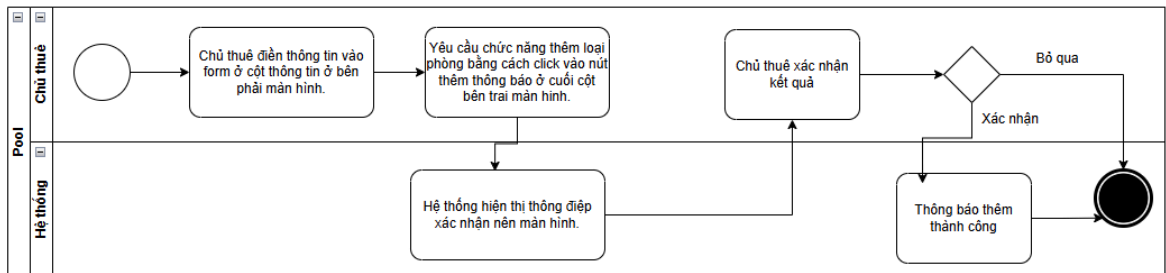 Pool
Chủ thuê
Chủ thuê điền thông tin vào
form ở cột thông tin ở bên
phải màn hình.
Yêu cầu chức năng thêm loại
phòng bằng cách click vào nút
thêm thông báo ở cuối cột
bên trai màn hinh.
Chủ thuê xác nhận
kết quả
Bỏ qua
Xác nhận
Hệ thống
Hệ thống hiện thị thông điệp
xác nhận nên màn hình.
Thông báo thêm
thành công